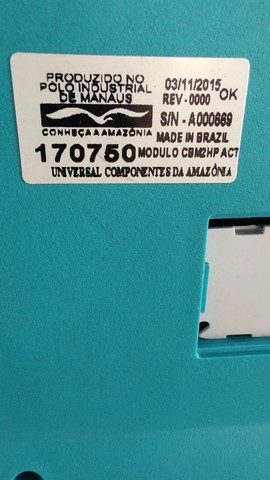 PRODUZIDO NO
PÓLO INDUSTRIAL
DE MANAUS
CONHEÇA A AMAZÔNIA
03/11/2015 OK
REV-0000
S/N - A000669
MADE IN BRAZIL
170750 MODULO CBM2HP ACT
UNIVERSAL COMPONENTES DA AMAZÔNIA